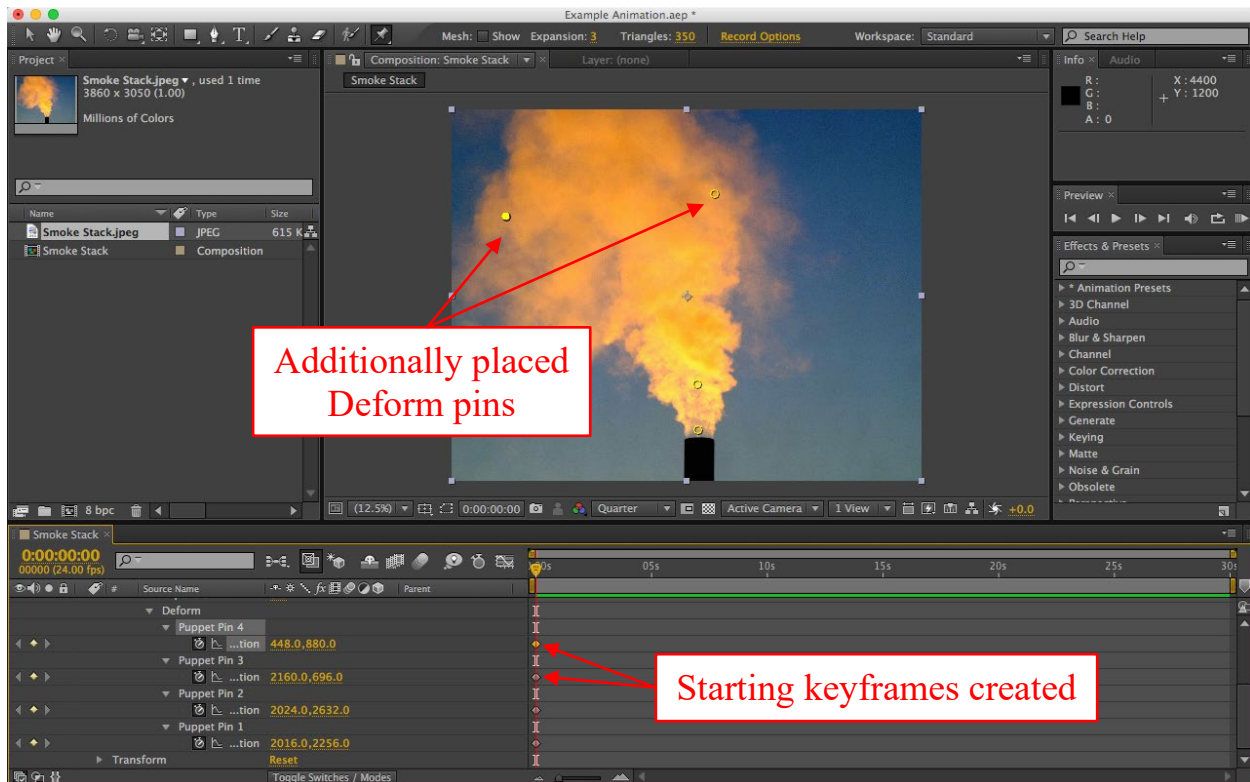 Example Animation.aep *
Mesh: Show Expansion: 3 Triangles: 350 Record Options Workspace: Standard Search Help
Project ×
Smoke Stack.jpeg ▾ , used 1 time
3860 x 3050 (1.00)
Millions of Colors
Name Type Size
Smoke Stack.jpeg JPEG 615 K
Smoke Stack Composition
8 bpc
Composition: Smoke Stack × Layer: (none)
Smoke Stack
Additionally placed
Deform pins
(12.5%) 0:00:00:00 Quarter Active Camera 1 View +0.0
Info × Audio
R : X : 4400
G : + Y : 1200
B :
A : 0
Preview ×
Effects & Presets ×
* Animation Presets
3D Channel
Audio
Blur & Sharpen
Channel
Color Correction
Distort
Expression Controls
Generate
Keying
Matte
Noise & Grain
Obsolete
Smoke Stack ×
0:00:00:00
00000 (24.00 fps)
# Source Name fx Parent
05s 10s 15s 20s 25s
Deform
Puppet Pin 4
...tion 448.0,880.0
Puppet Pin 3
...tion 2160.0,696.0
Puppet Pin 2
...tion 2024.0,2632.0
Puppet Pin 1
...tion 2016.0,2256.0
Transform Reset
Toggle Switches / Modes
Starting keyframes created